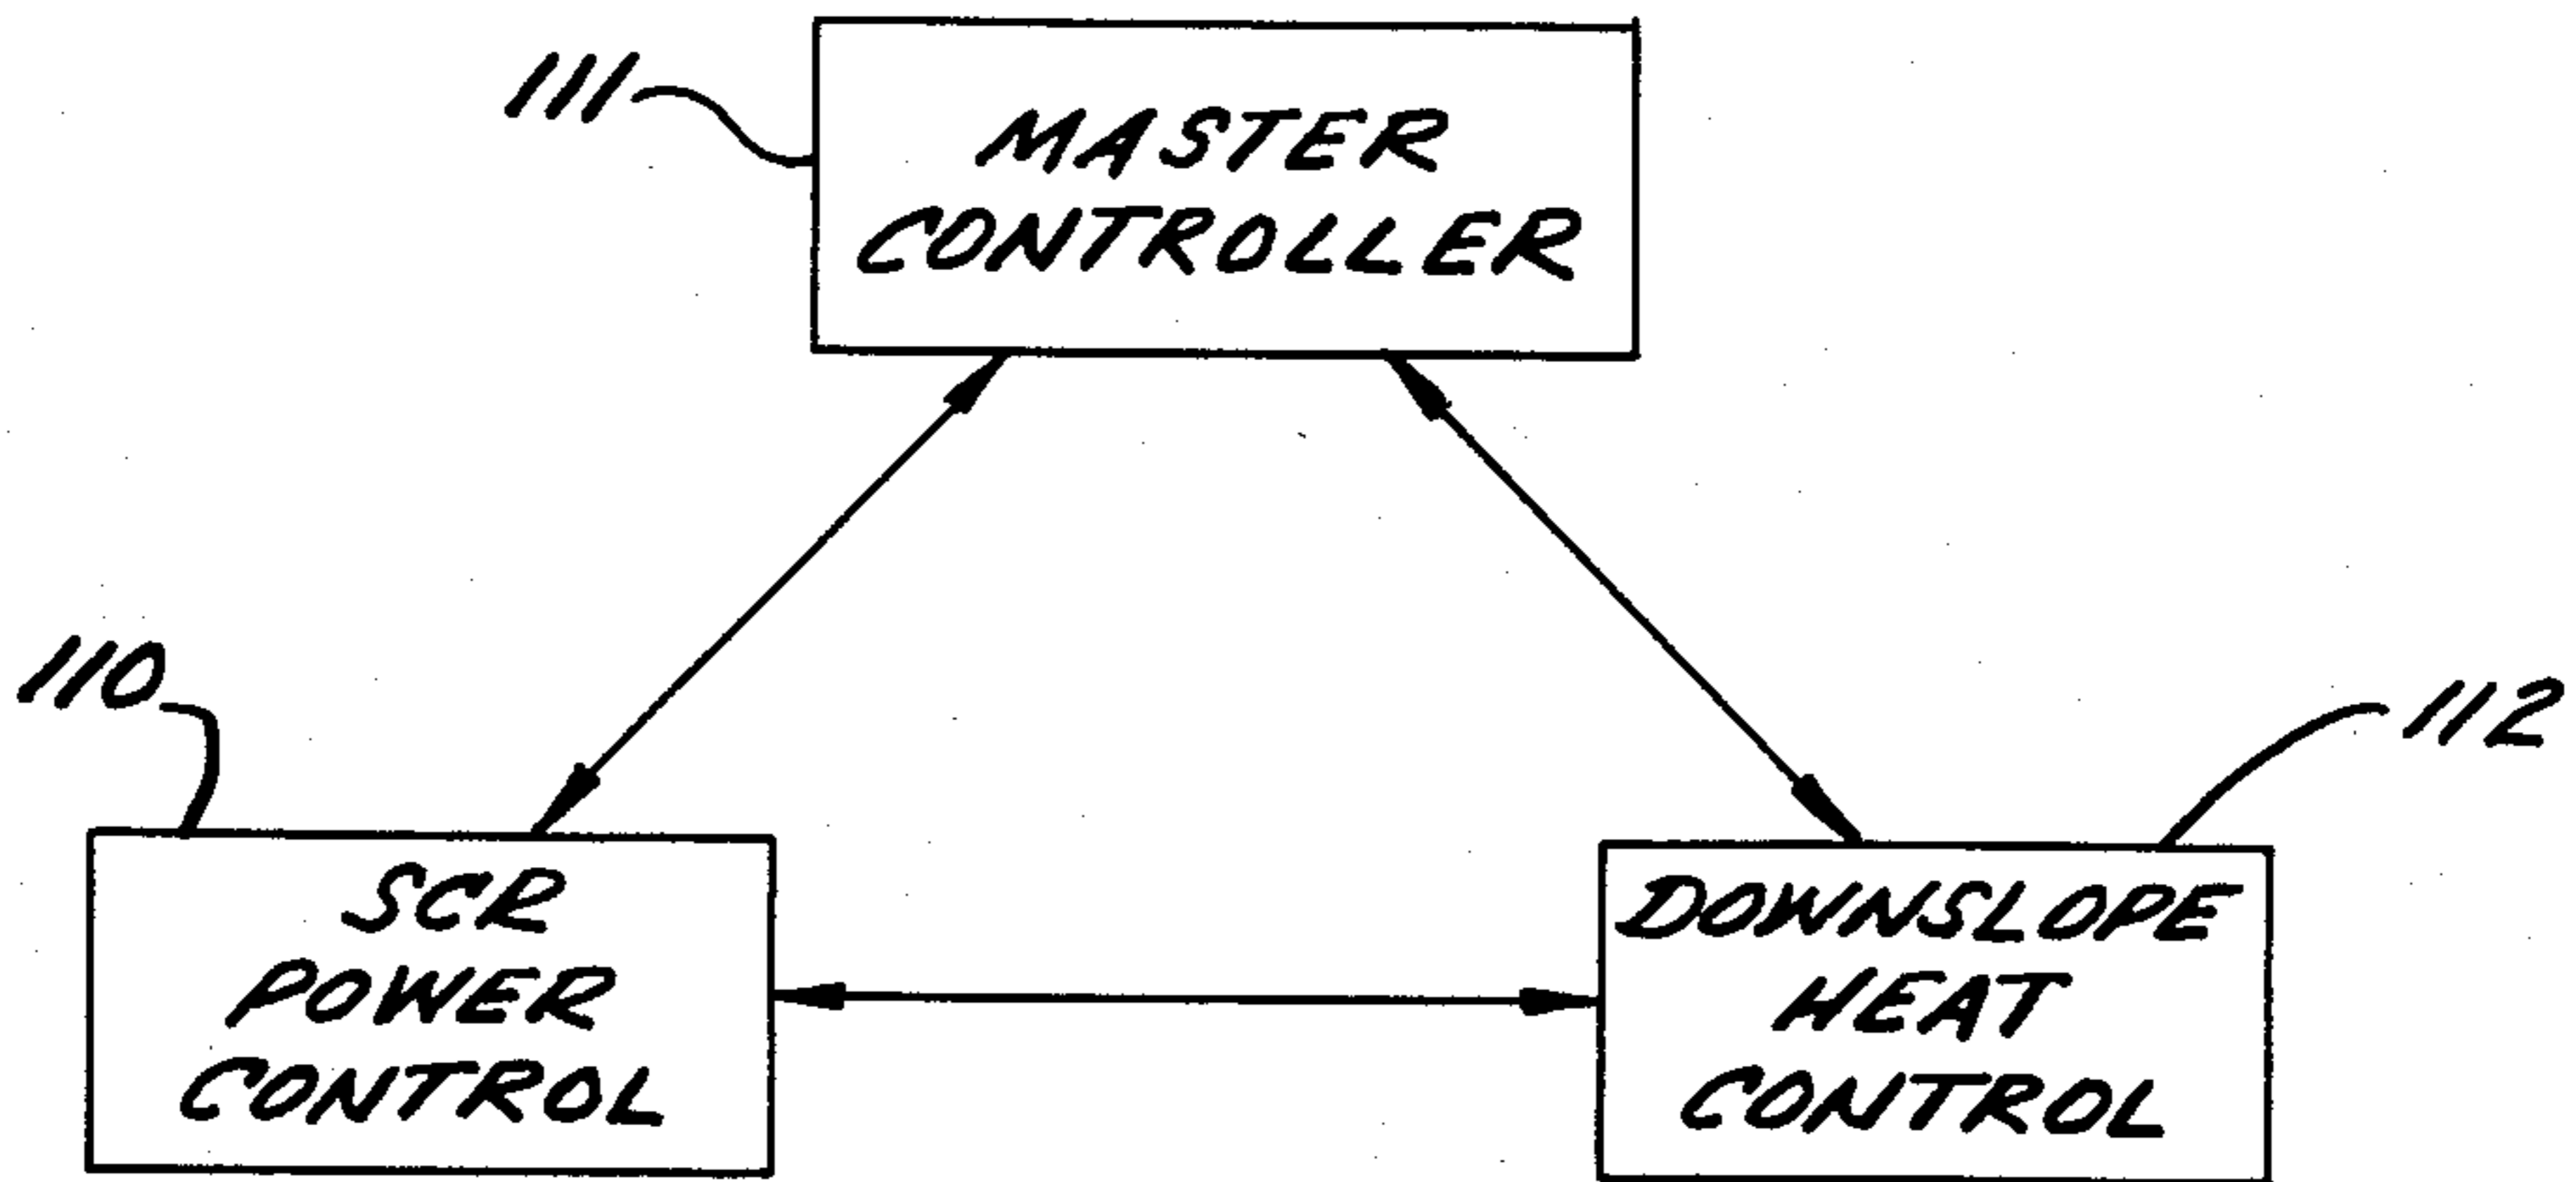 111
MASTER
CONTROLLER
110
112
SCR
POWER
CONTROL
DOWNSLOPE
HEAT
CONTROL